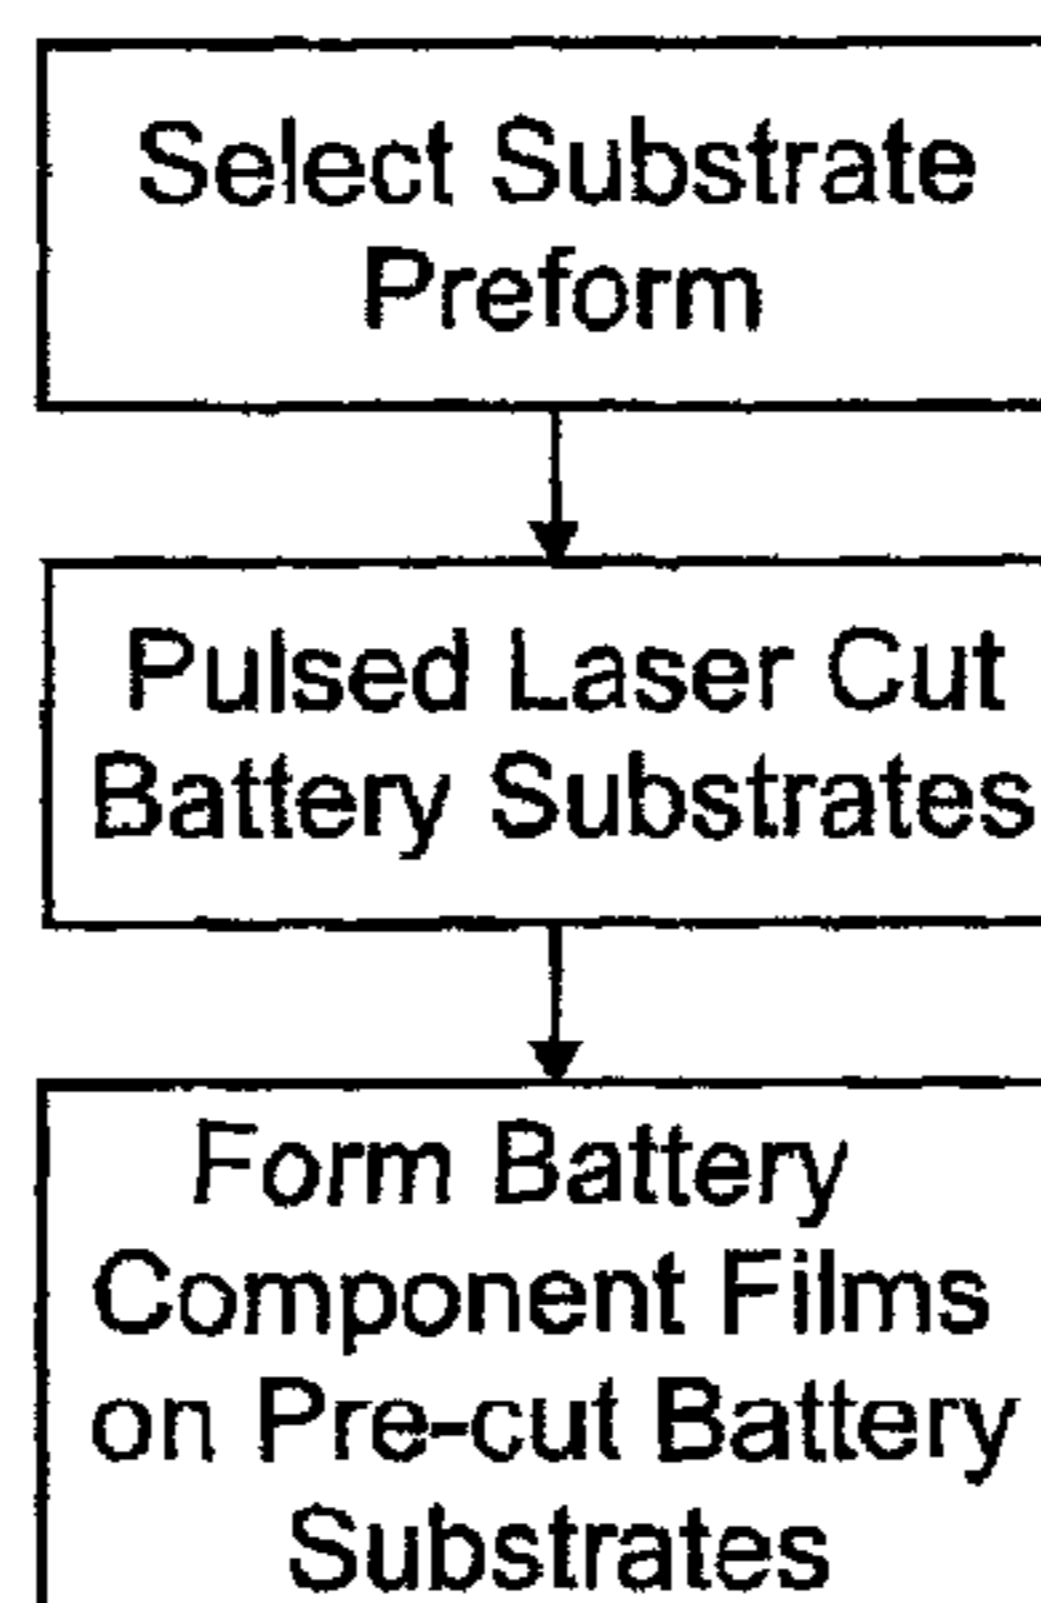 Select Substrate
Preform
Pulsed Laser Cut
Battery Substrates
Form Battery
Component Films
on Pre-cut Battery
Substrates